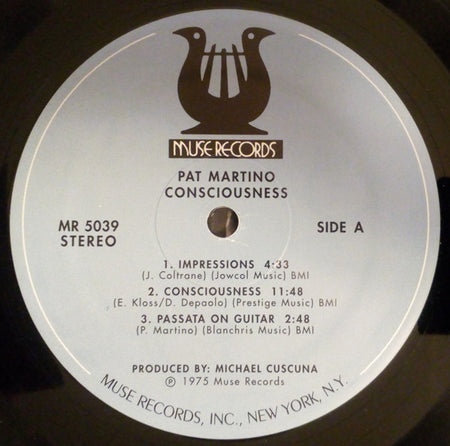 MUSE RECORDS
PAT MARTINO
CONSCIOUSNESS
MR 5039
STEREO
SIDE A
1. IMPRESSIONS 4:33
(J. Coltrane) (Jowcol Music) BMI
2. CONSCIOUSNESS 11:48
(E. Kloss/D. Depaolo) (Prestige Music) BMI
3. PASSATA ON GUITAR 2:48
(P. Martino) (Blanchris Music) BMI
PRODUCED BY: MICHAEL CUSCUNA
℗ 1975 Muse Records
MUSE RECORDS, INC., NEW YORK, N.Y.